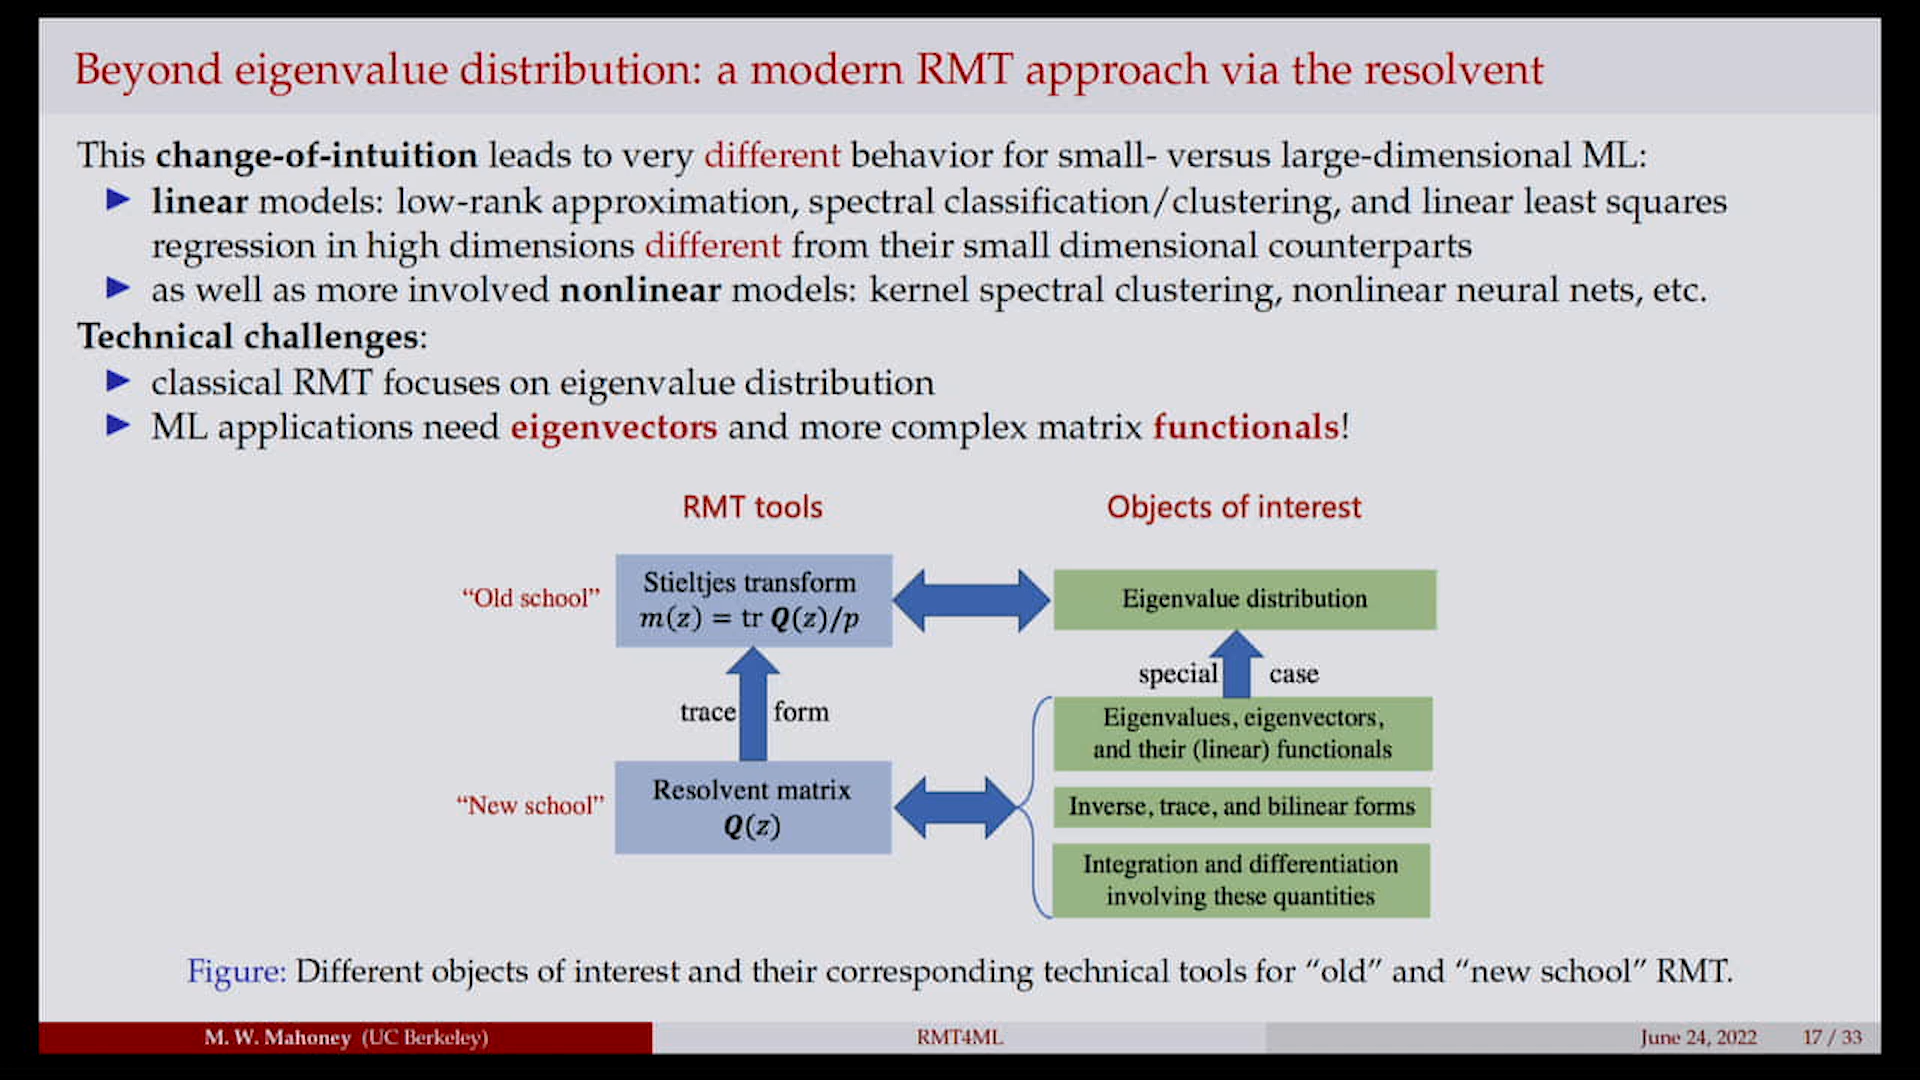 Beyond eigenvalue distribution: a modern RMT approach via the resolvent
This change-of-intuition leads to very different behavior for small- versus large-dimensional ML:
▶ linear models: low-rank approximation, spectral classification/clustering, and linear least squares
regression in high dimensions different from their small dimensional counterparts
▶ as well as more involved nonlinear models: kernel spectral clustering, nonlinear neural nets, etc.
Technical challenges:
▶ classical RMT focuses on eigenvalue distribution
▶ ML applications need eigenvectors and more complex matrix functionals!
RMT tools
Objects of interest
“Old school”
Stieltjes transform
m(z) = tr Q(z)/p
Eigenvalue distribution
trace form
special case
Eigenvalues, eigenvectors,
and their (linear) functionals
“New school”
Resolvent matrix
Q(z)
Inverse, trace, and bilinear forms
Integration and differentiation
involving these quantities
Figure: Different objects of interest and their corresponding technical tools for “old” and “new school” RMT.
M. W. Mahoney (UC Berkeley)
RMT4ML
June 24, 2022
17 / 33